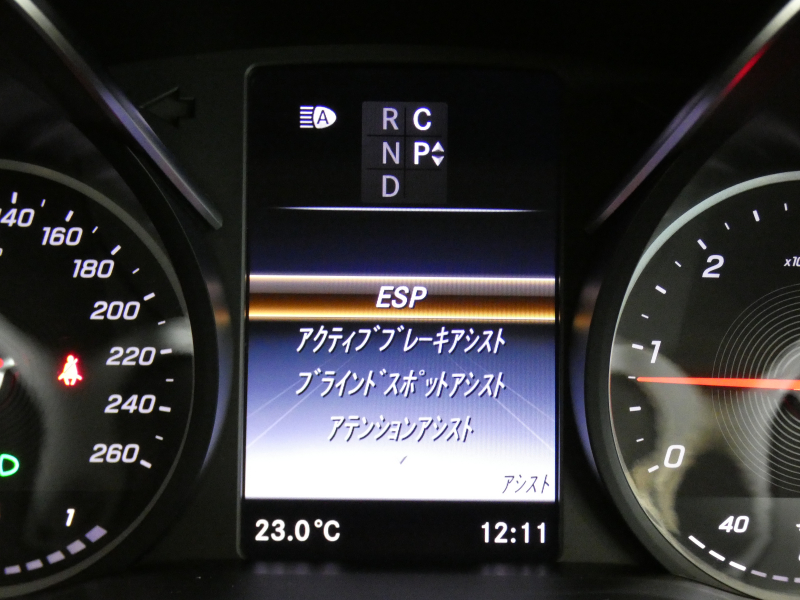 A
R C
N P
D
ESP
アクティブブレーキアシスト
ブラインドスポットアシスト
アテンションアシスト
アシスト
23.0°C 12:11
140
160
180
200
220
240
260
1
2
1
0
40